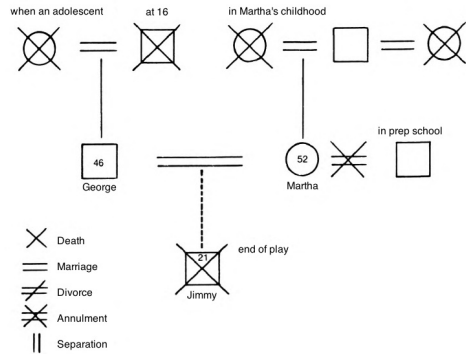 when an adolescent
at 16
in Martha's childhood
in prep school
46
52
George
Martha
21
end of play
Jimmy
Death
Marriage
Divorce
Annulment
Separation